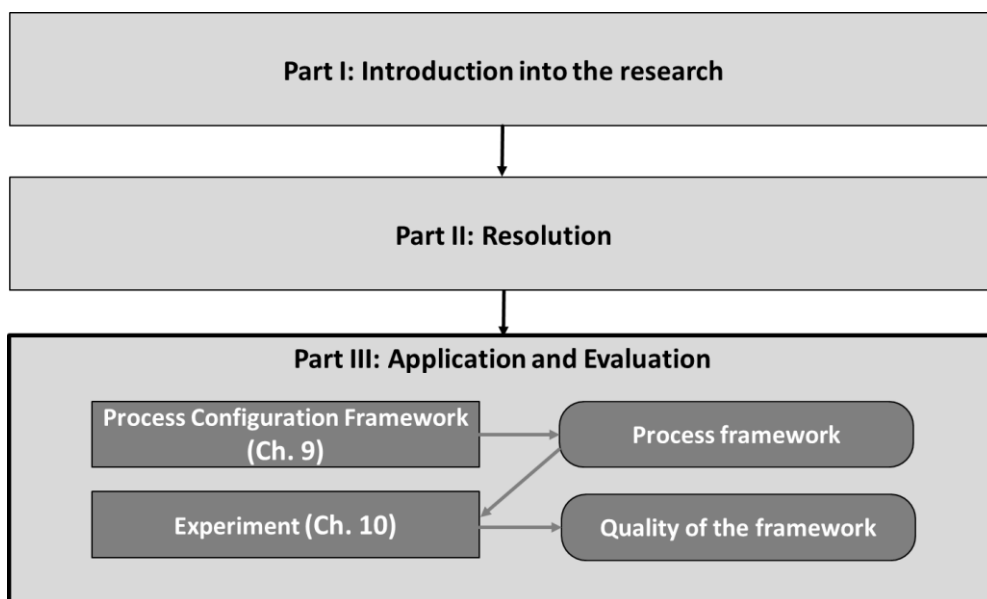 Part I: Introduction into the research
Part II: Resolution
Part III: Application and Evaluation
Process Configuration Framework
(Ch. 9)
Process framework
Experiment (Ch. 10)
Quality of the framework